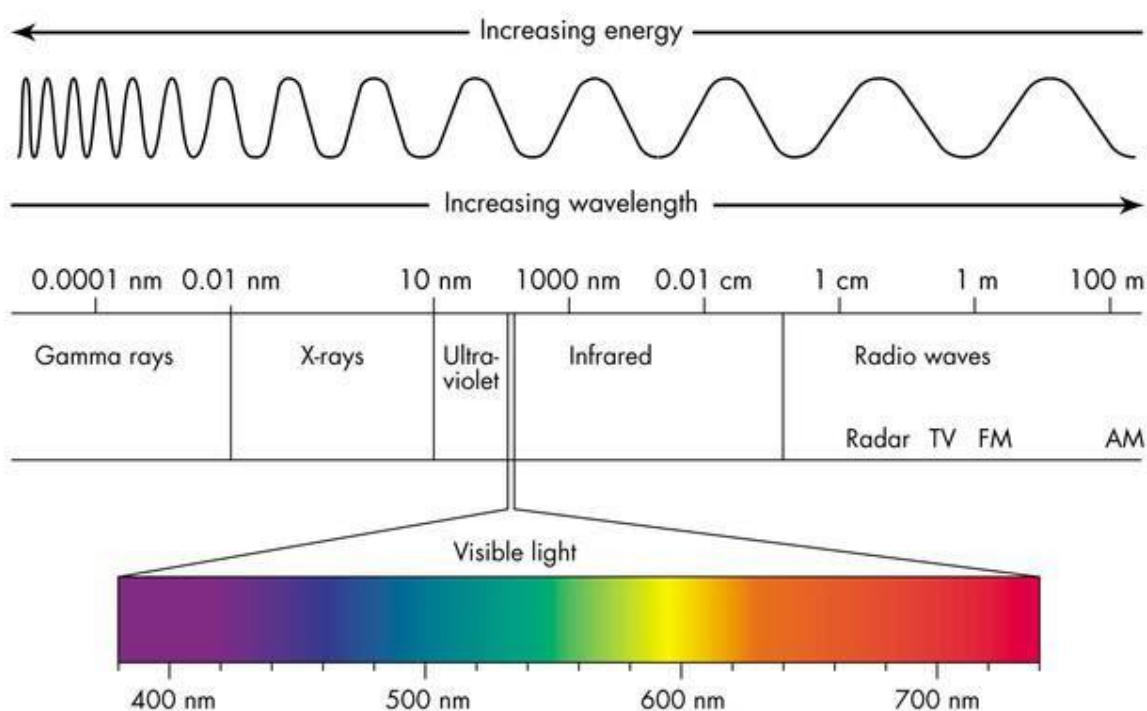 Increasing energy
Increasing wavelength
0.0001 nm 0.01 nm 10 nm 1000 nm 0.01 cm 1 cm 1 m 100 m
Gamma rays X-rays Ultra- Infrared Radio waves
violet
Radar TV FM AM
Visible light
400 nm 500 nm 600 nm 700 nm